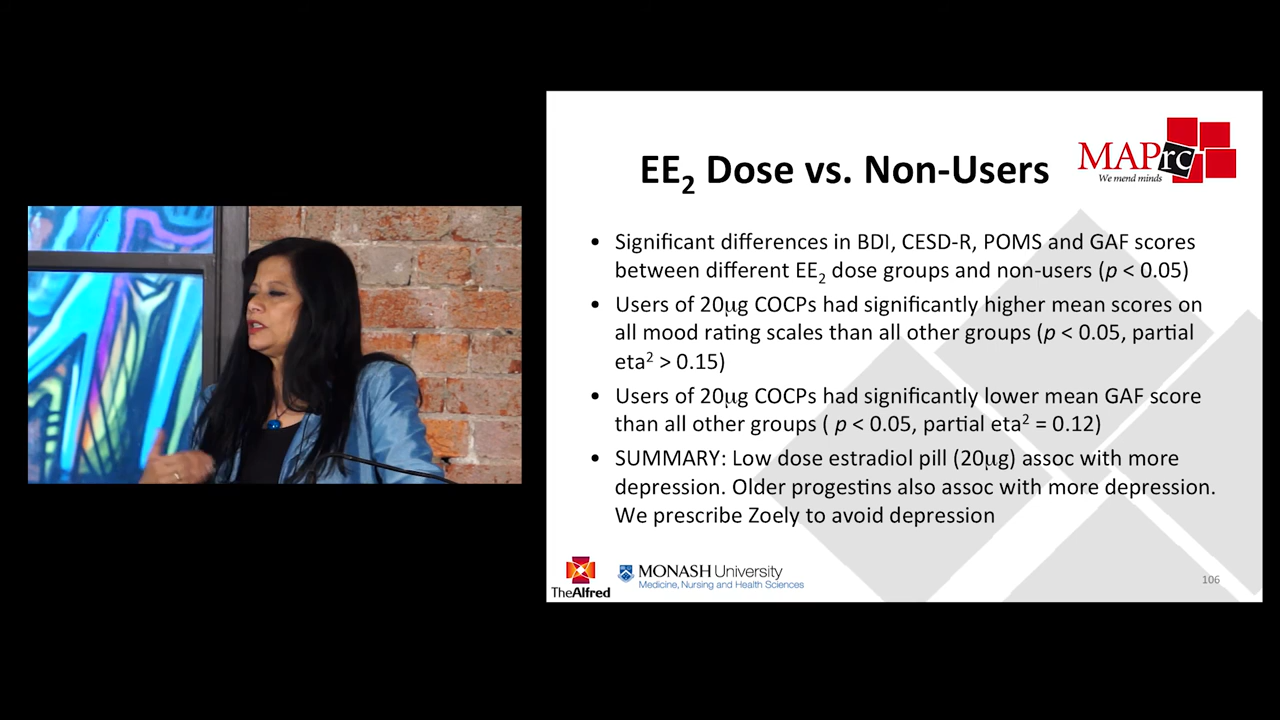 EE2 Dose vs. Non-Users
MAPrc
We mend minds
• Significant differences in BDI, CESD-R, POMS and GAF scores
between different EE2 dose groups and non-users (p < 0.05)
• Users of 20μg COCPs had significantly higher mean scores on
all mood rating scales than all other groups (p < 0.05, partial
eta² > 0.15)
• Users of 20μg COCPs had significantly lower mean GAF score
than all other groups ( p < 0.05, partial eta² = 0.12)
• SUMMARY: Low dose estradiol pill (20μg) assoc with more
depression. Older progestins also assoc with more depression.
We prescribe Zoely to avoid depression
TheAlfred
MONASH University
Medicine, Nursing and Health Sciences
106